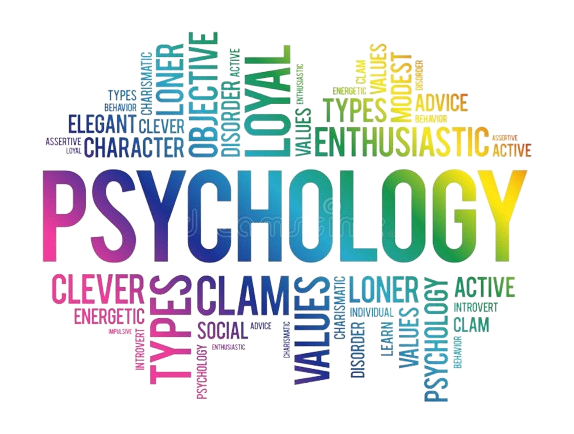 TYPES
BEHAVIOR
CHARISMATIC
LONER
OBJECTIVE
DISORDER
ACTIVE
LOYAL
ENTHUSIASTIC
VALUES
ELEGANT
CLEVER
ASSERTIVE
LOYAL
CHARACTER
ENERGETIC
CLAM
VALUES
MODEST
DISORDER
TYPES
ADVICE
BEHAVIOR
ENTHUSIASTIC
ASSERTIVE
ACTIVE
PSYCHOLOGY
CLEVER
ENERGETIC
IMPULSIVE
INTROVERT
TYPES
CLAM
SOCIAL
ADVICE
ENTHUSIASTIC
PSYCHOLOGY
CHARISMATIC
VALUES
CHARISMATIC
LONER
INDIVIDUAL
DISORDER
LEARN
VALUES
PSYCHOLOGY
ACTIVE
INTROVERT
CLAM
BEHAVIOR